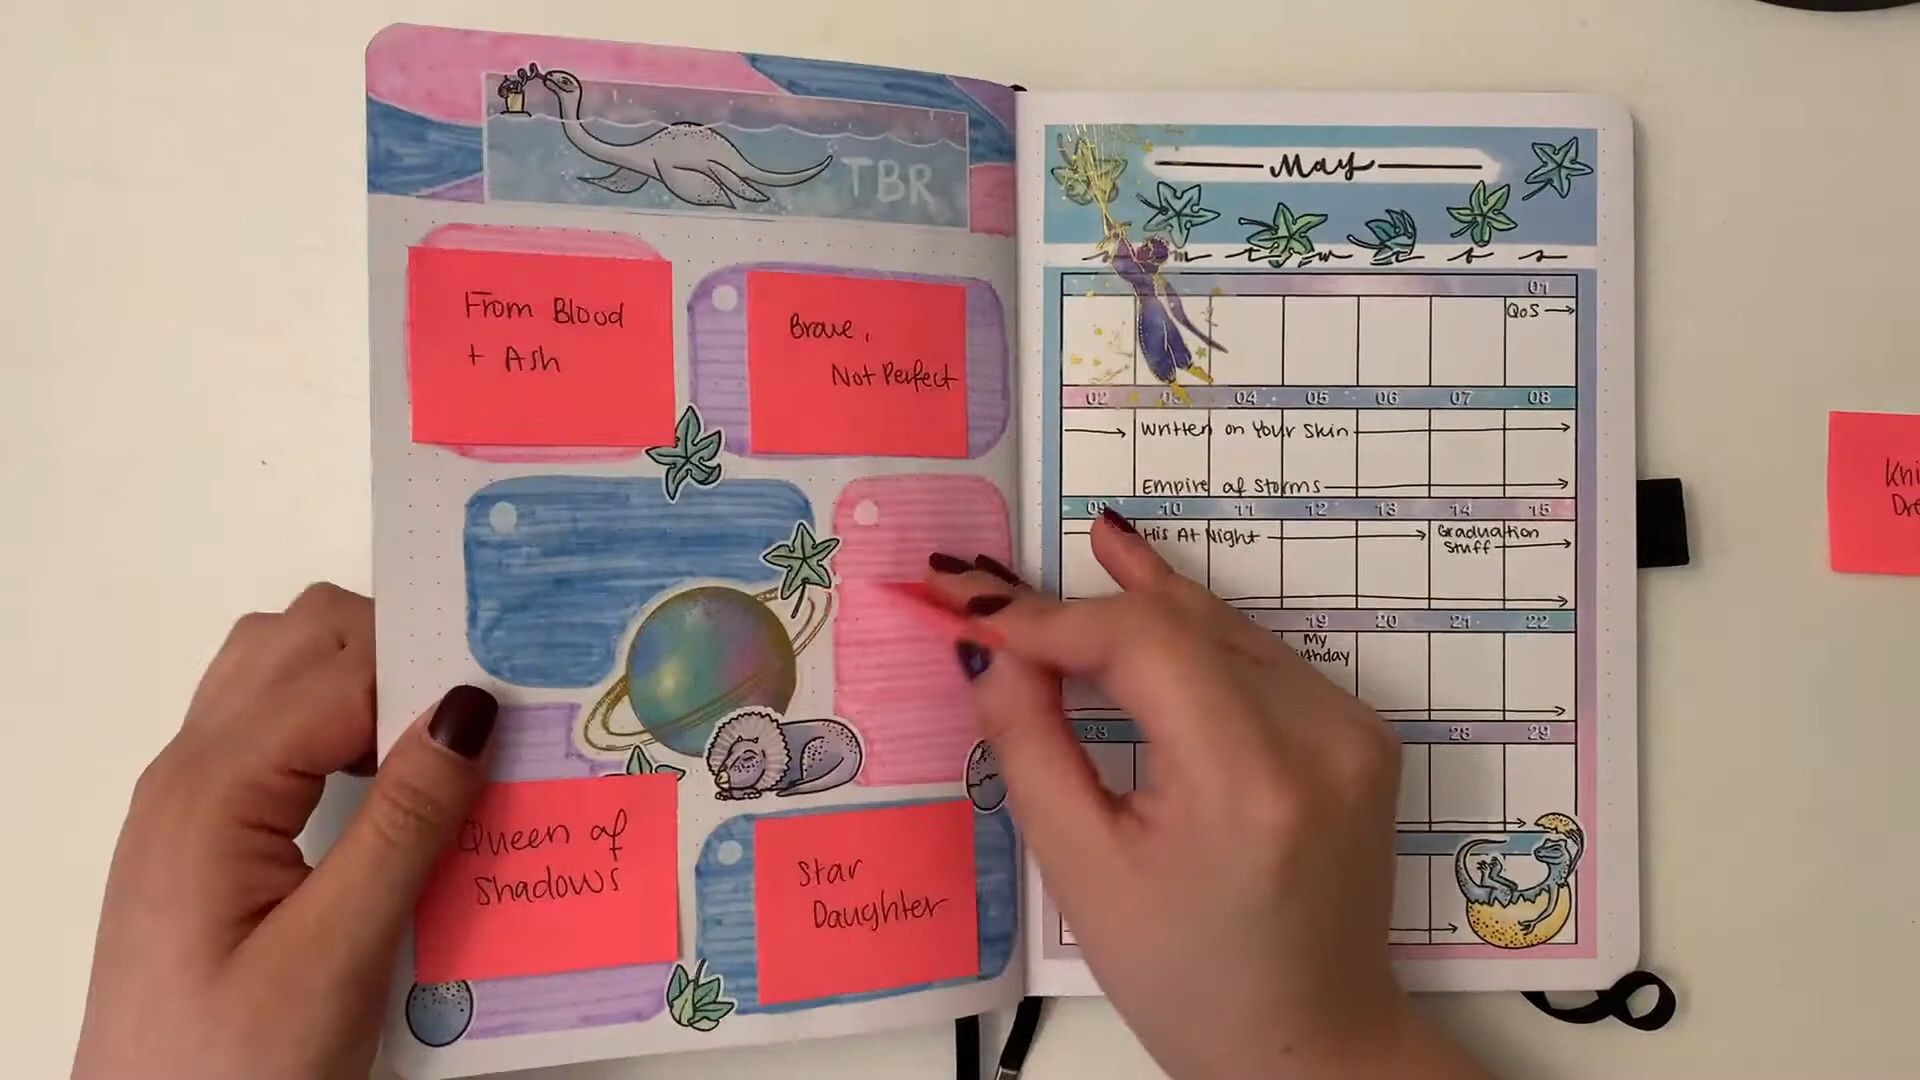 TBR
From Blood
+ Ash
Brave,
Not Perfect
Queen of
Shadows
Star
Daughter
May
s m t w t f s
01
QoS
02 03 04 05 06 07 08
Written on Your Skin
Empire of Storms
09 10 11 12 13 14 15
His At Night
Graduation
Stuff
19 20 21 22
My
23 28 29